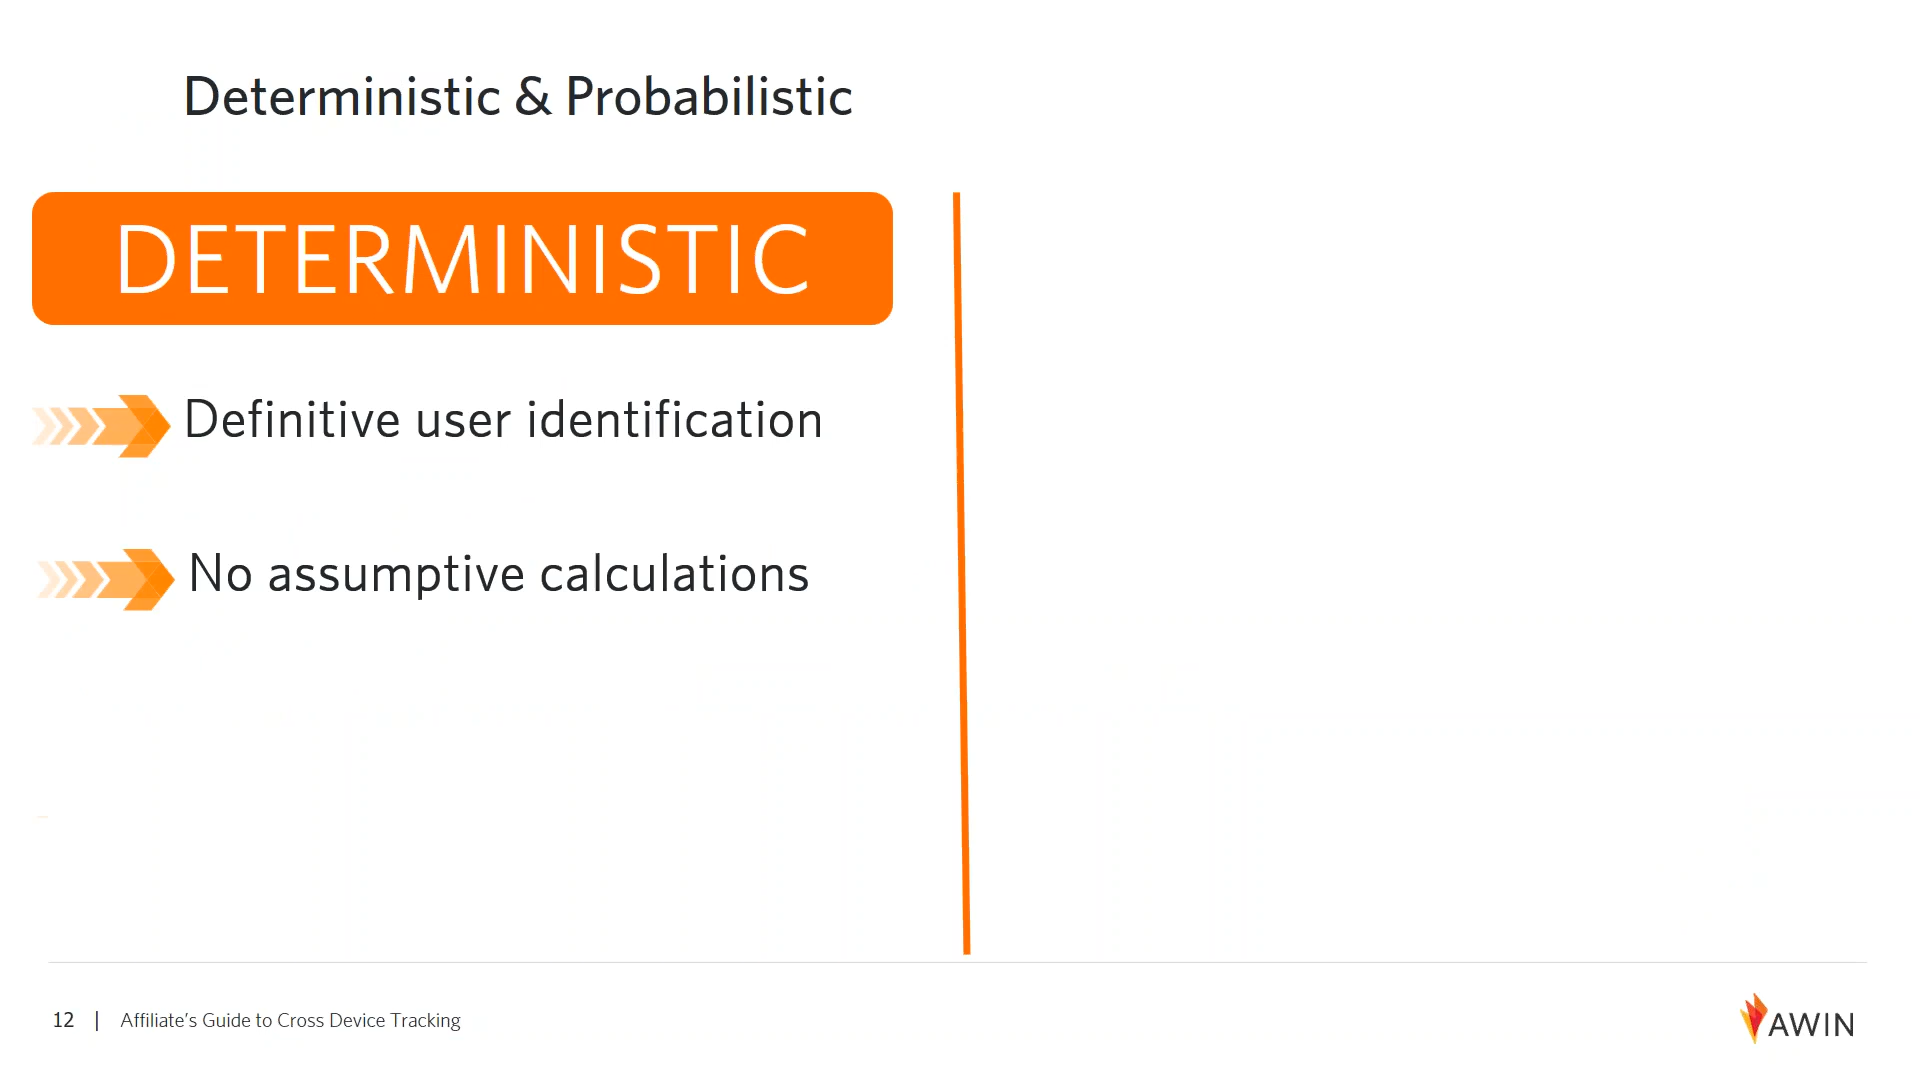 Deterministic & Probabilistic
DETERMINISTIC
Definitive user identification
No assumptive calculations
12 | Affiliate’s Guide to Cross Device Tracking
AWIN